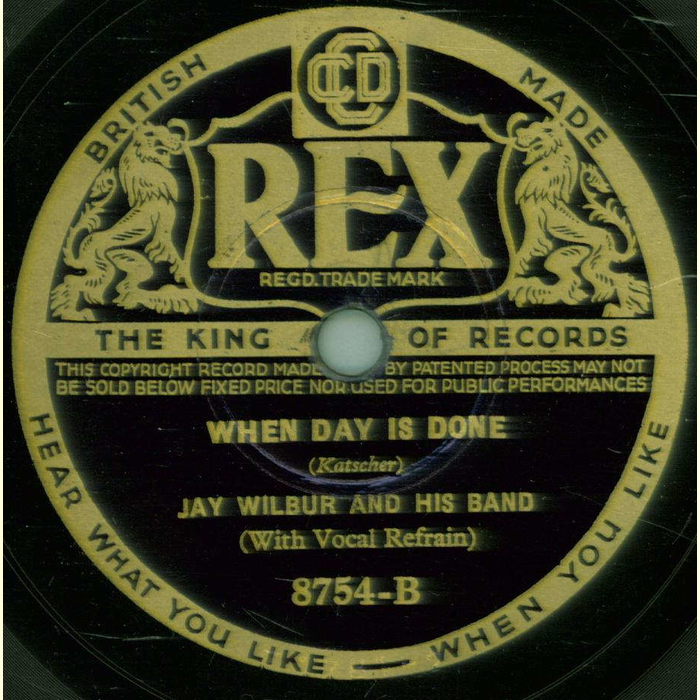 BRITISH MADE
CCCD
REX
REGD. TRADE MARK
THE KING OF RECORDS
THIS COPYRIGHT RECORD MADE BY PATENTED PROCESS MAY NOT
BE SOLD BELOW FIXED PRICE NOR USED FOR PUBLIC PERFORMANCES
WHEN DAY IS DONE
(Katscher)
JAY WILBUR AND HIS BAND
(With Vocal Refrain)
8754-B
HEAR WHAT YOU LIKE — WHEN YOU LIKE